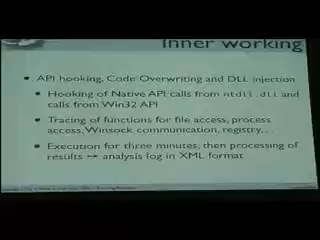 Inner working
• API hooking, Code Overwriting and DLL injection
• Hooking of Native API calls from ntdll.dll and
calls from Win32 API
• Tracing of functions for file access, process
access, Winsock communication, registry,...
• Execution for three minutes, then processing of
results → analysis log in XML format